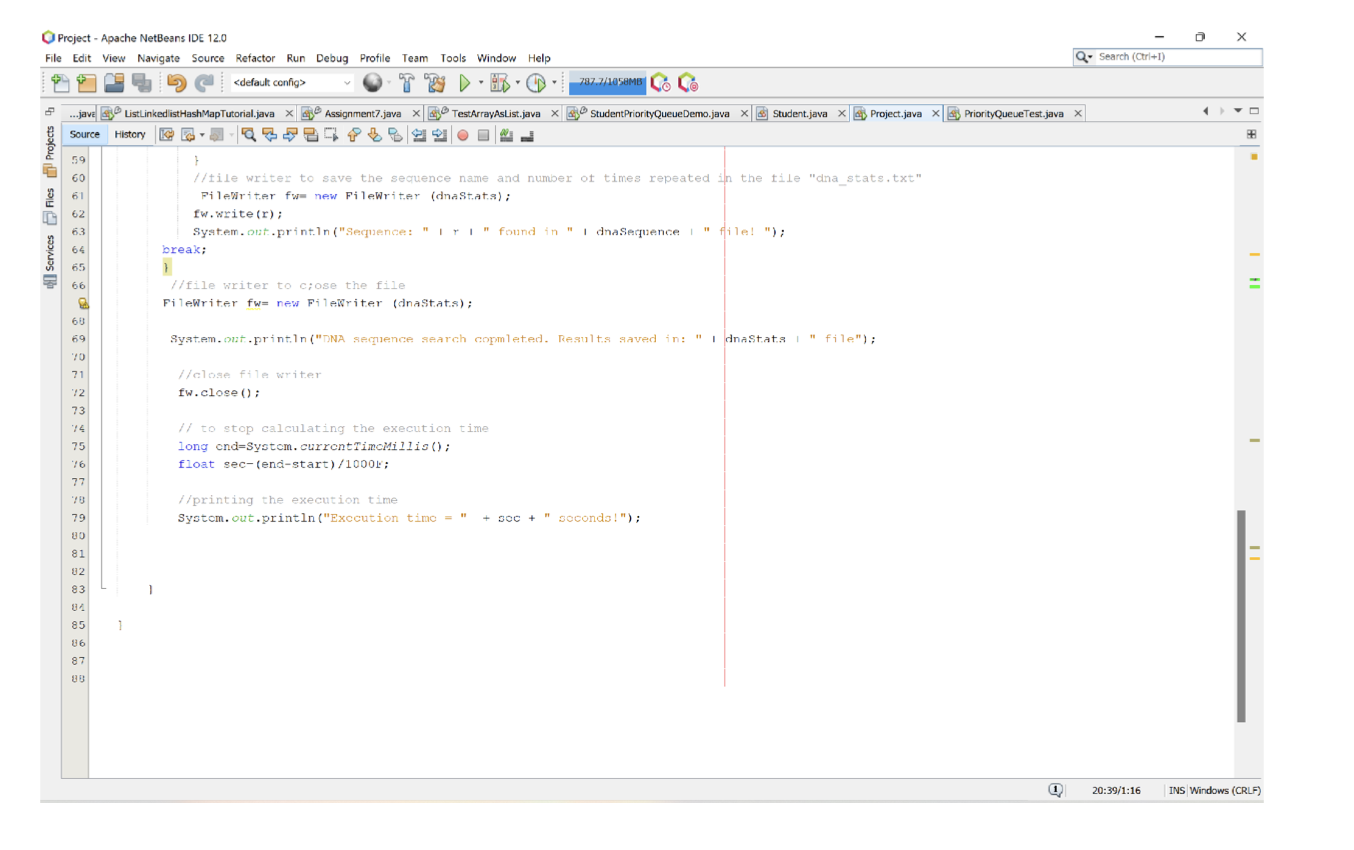 Project - Apache NetBeans IDE 12.0
File Edit View Navigate Source Refactor Run Debug Profile Team Tools Window Help
Search (Ctrl+I)
<default config>
787.7/1058MB
...java ListLinkedlistHashMapTutorial.java Assignment7.java TestArrayAsList.java StudentPriorityQueueDemo.java Student.java Project.java PriorityQueueTest.java
Source History
Projects
Files
Services
59 }
60 //file writer to save the sequence name and number of times repeated in the file "dna_stats.txt"
61 FileWriter fw= new FileWriter (dnaStats);
62 fw.write(r);
63 System.out.println("Sequence: " + r + " found in " + dnaSequence + " file! ");
64 break;
65 }
66 //file writer to c;ose the file
FileWriter fw= new FileWriter (dnaStats);
68
69 System.out.println("DNA sequence search copmleted. Results saved in: " + dnaStats + " file");
70
71 //close file writer
72 fw.close();
73
74 // to stop calculating the execution time
75 long end=System.currentTimeMillis();
76 float sec=(end-start)/1000F;
77
78 //printing the execution time
79 System.out.println("Execution time = " + sec + " seconds!");
80
81
82
83 }
84
85 }
86
87
88
1 20:39/1:16 INS Windows (CRLF)